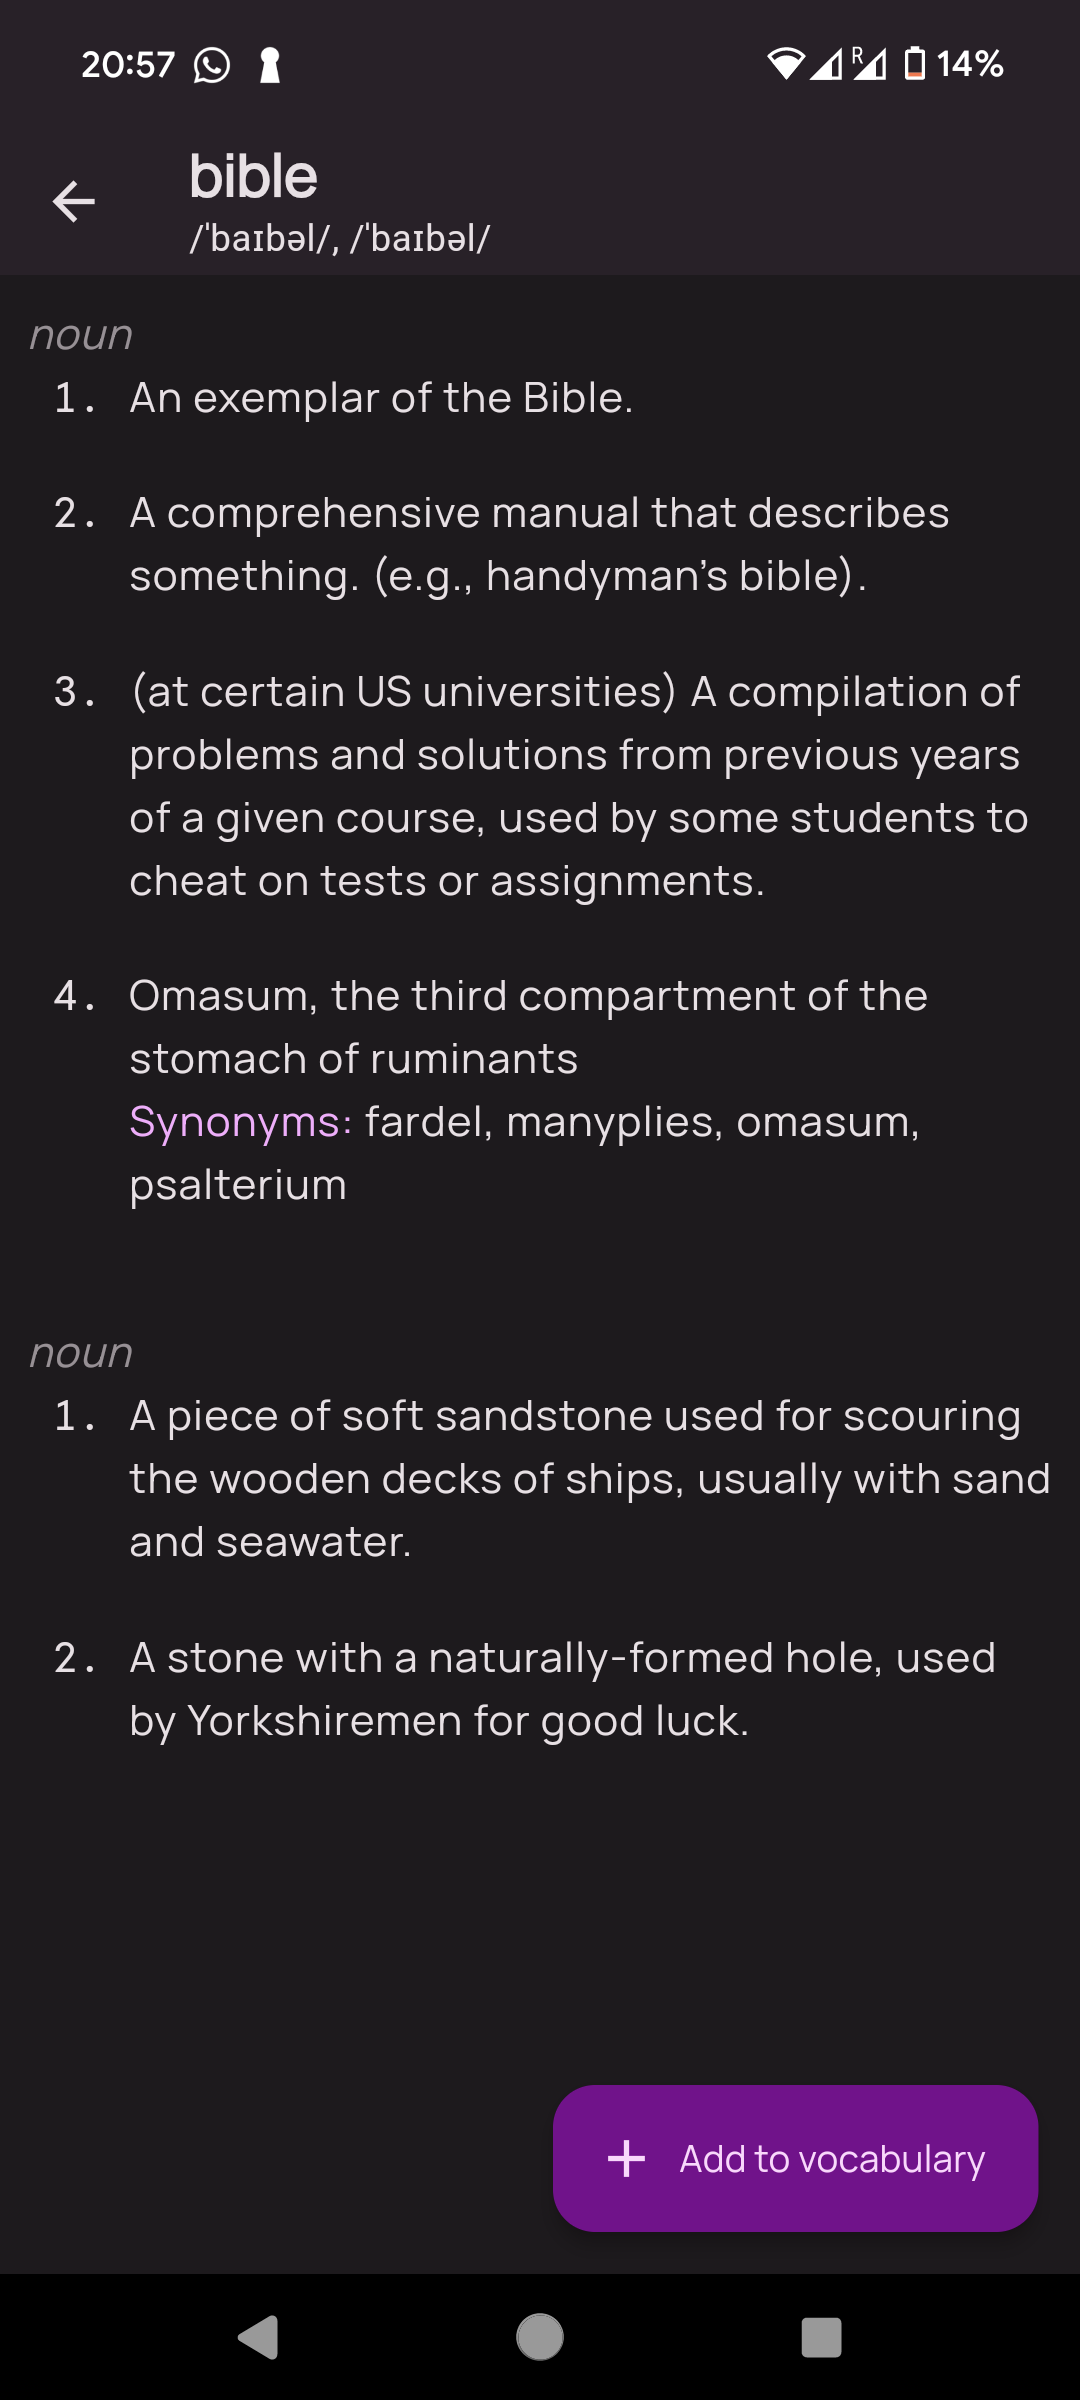 20:57 R 14%
bible
/ˈbaɪbəl/, /ˈbaɪbəl/
noun
1. An exemplar of the Bible.
2. A comprehensive manual that describes
something. (e.g., handyman's bible).
3. (at certain US universities) A compilation of
problems and solutions from previous years
of a given course, used by some students to
cheat on tests or assignments.
4. Omasum, the third compartment of the
stomach of ruminants
Synonyms: fardel, manyplies, omasum,
psalterium
noun
1. A piece of soft sandstone used for scouring
the wooden decks of ships, usually with sand
and seawater.
2. A stone with a naturally-formed hole, used
by Yorkshiremen for good luck.
+ Add to vocabulary